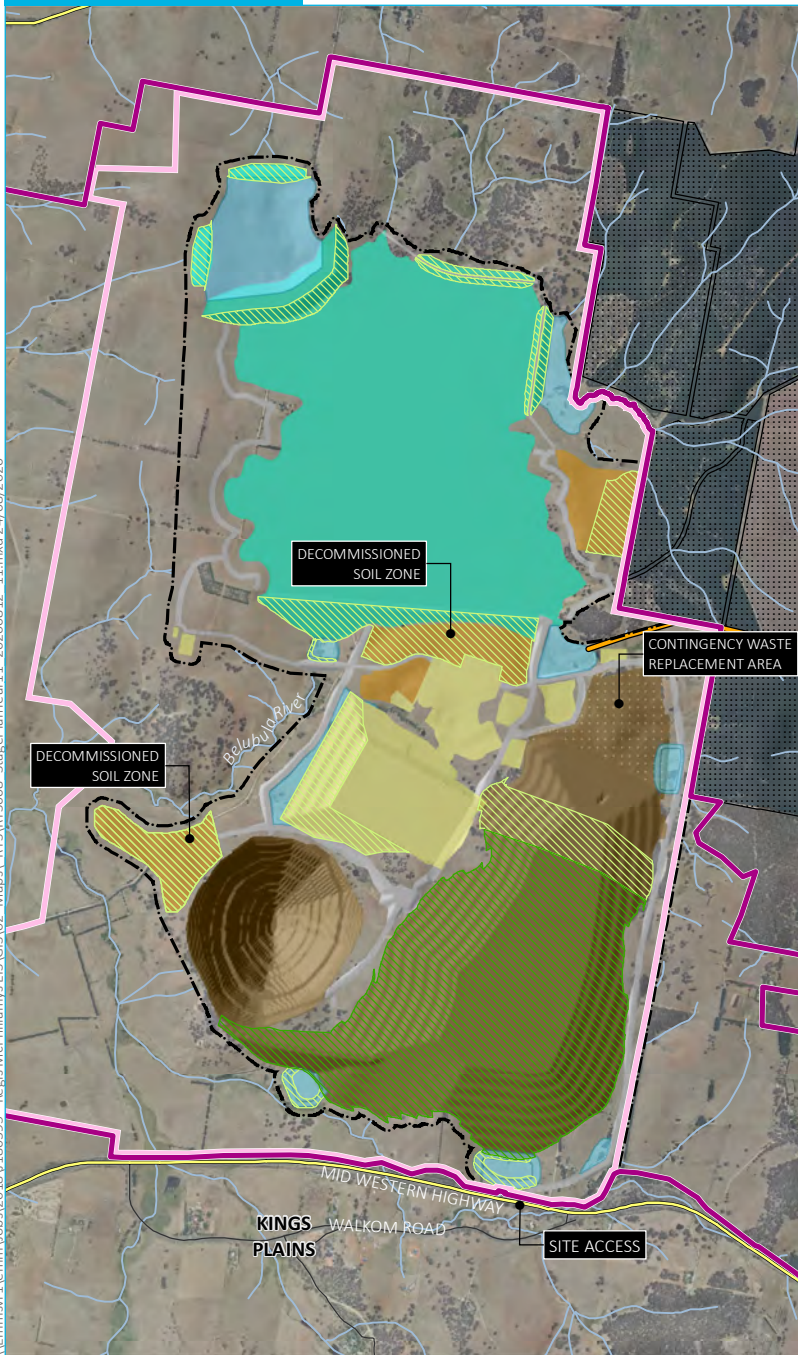 DECOMMISSIONED
SOIL ZONE
CONTINGENCY WASTE
REPLACEMENT AREA
Belubula River
DECOMMISSIONED
SOIL ZONE
MID WESTERN HIGHWAY
KINGS
PLAINS
WALKOM ROAD
SITE ACCESS